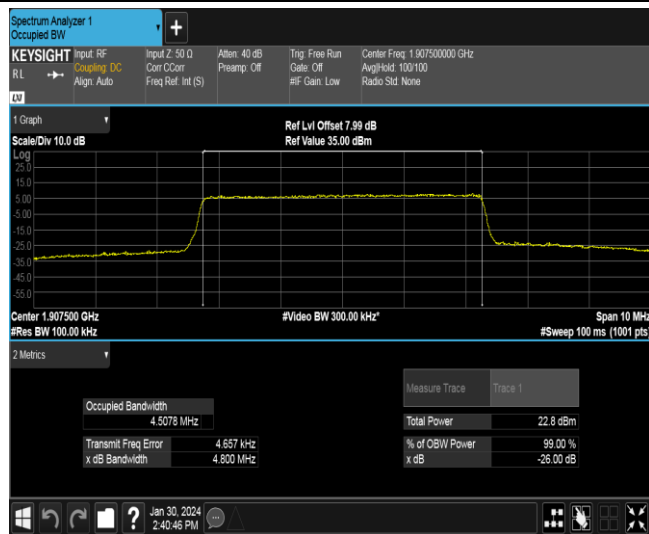 Spectrum Analyzer 1
Occupied BW
+
KEYSIGHT
RL
Input: RF
Coupling: DC
Align: Auto
Input Z: 50 Ω
Corr CCorr
Freq Ref: Int (S)
Atten: 40 dB
Preamp: Off
Trig: Free Run
Gate: Off
#IF Gain: Low
Center Freq: 1.907500000 GHz
Avg|Hold: 100/100
Radio Std: None
LXI
1 Graph
Scale/Div 10.0 dB
Ref Lvl Offset 7.99 dB
Ref Value 35.00 dBm
Log
25.0
15.0
5.00
-5.00
-15.0
-25.0
-35.0
-45.0
-55.0
Center 1.907500 GHz
#Video BW 300.00 kHz*
Span 10 MHz
#Res BW 100.00 kHz
#Sweep 100 ms (1001 pts)
2 Metrics
Measure Trace
Trace 1
Occupied Bandwidth
4.5078 MHz
Total Power
22.8 dBm
Transmit Freq Error
4.657 kHz
% of OBW Power
99.00 %
x dB Bandwidth
4.800 MHz
x dB
-26.00 dB
?
Jan 30, 2024
2:40:46 PM